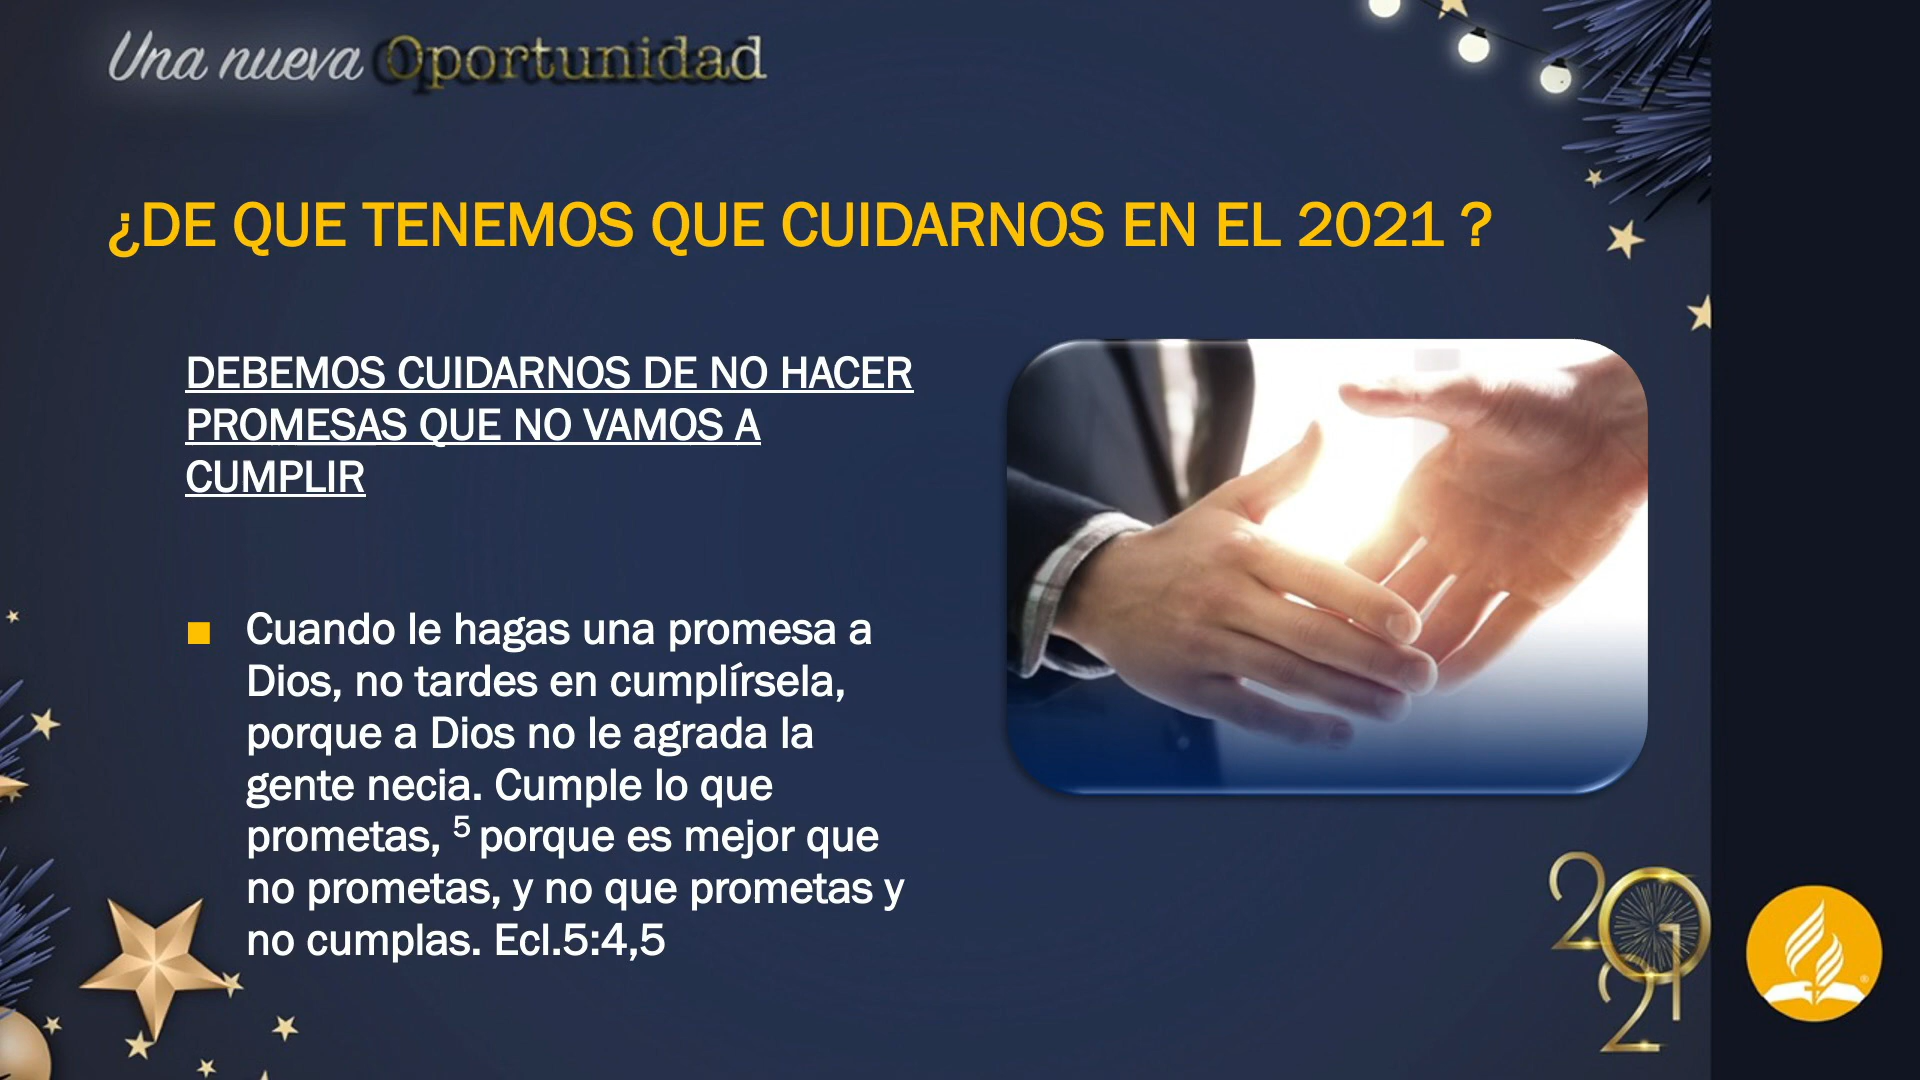 Una nueva Oportunidad
¿DE QUE TENEMOS QUE CUIDARNOS EN EL 2021 ?
DEBEMOS CUIDARNOS DE NO HACER
PROMESAS QUE NO VAMOS A
CUMPLIR
■ Cuando le hagas una promesa a
Dios, no tardes en cumplírsela,
porque a Dios no le agrada la
gente necia. Cumple lo que
prometas, ⁵ porque es mejor que
no prometas, y no que prometas y
no cumplas. Ecl.5:4,5
20
21
®